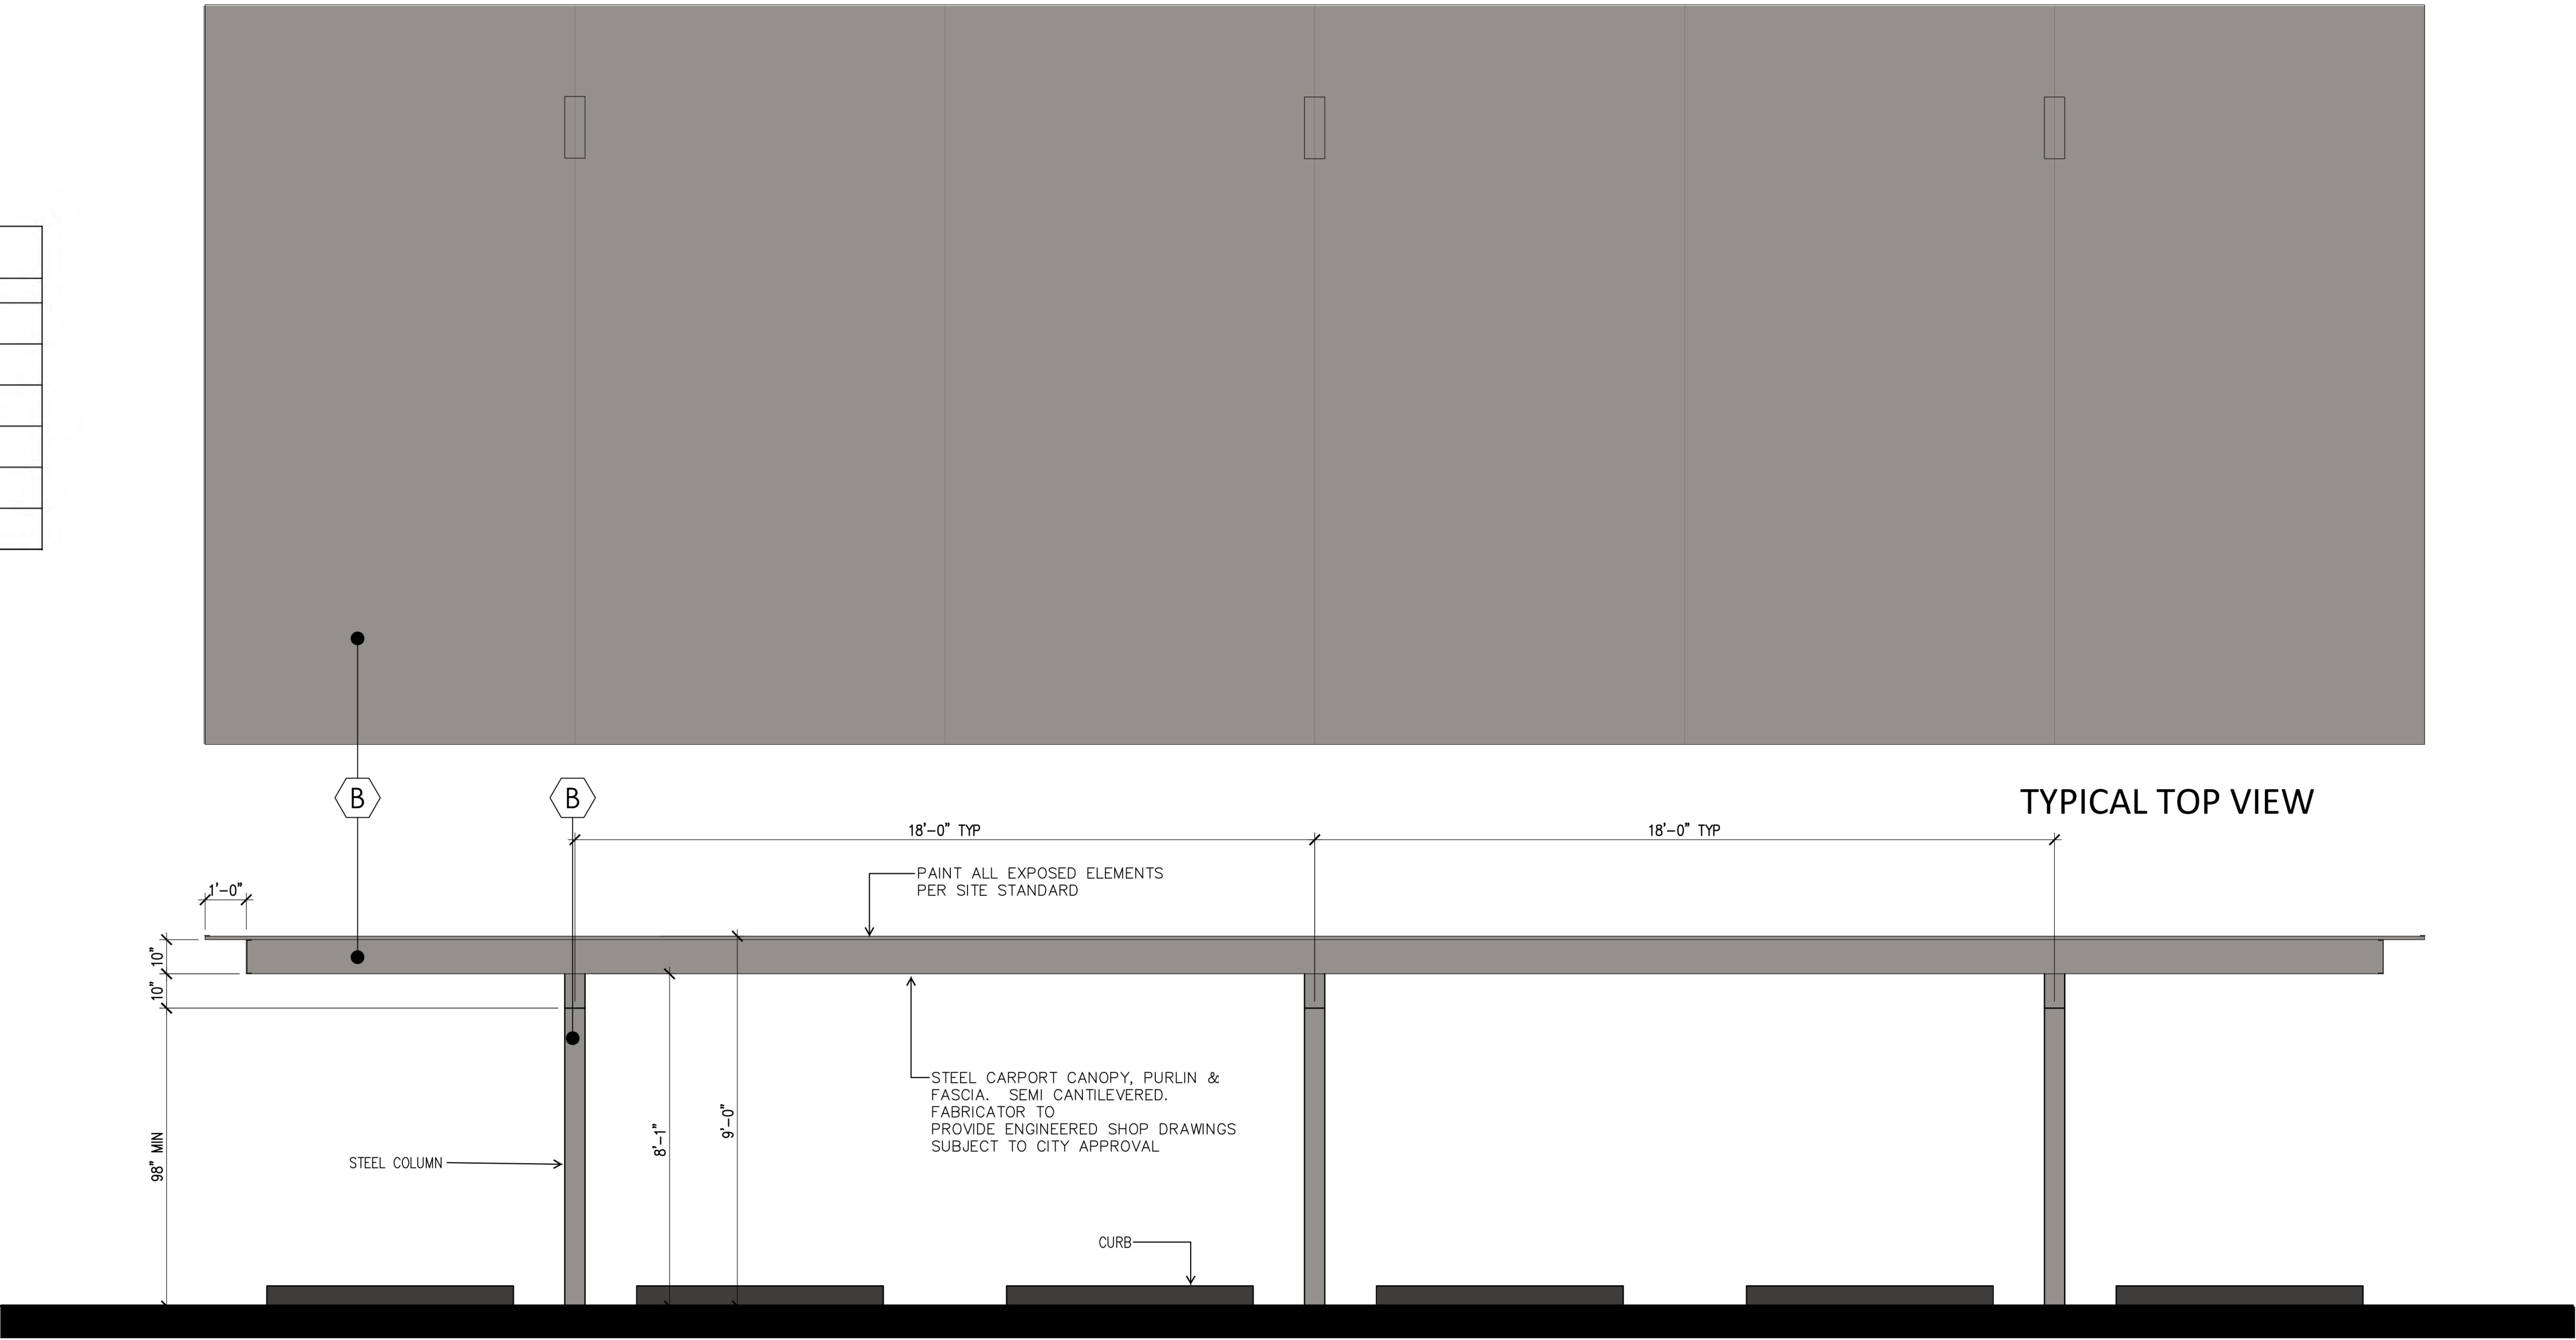 B
B
TYPICAL TOP VIEW
18'-0" TYP
18'-0" TYP
PAINT ALL EXPOSED ELEMENTS
PER SITE STANDARD
1'-0"
10"
10"
98" MIN
STEEL COLUMN
8'-1"
9'-0"
STEEL CARPORT CANOPY, PURLIN &
FASCIA. SEMI CANTILEVERED.
FABRICATOR TO
PROVIDE ENGINEERED SHOP DRAWINGS
SUBJECT TO CITY APPROVAL
CURB